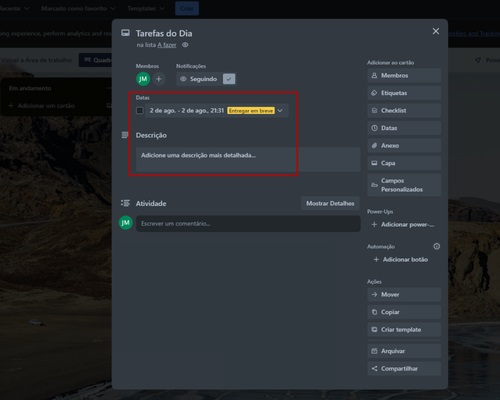 Recente
Marcado como favorito
Templates
Criar
Tarefas do Dia
na lista A fazer
Membros
Notificações
JM
Seguindo
Datas
2 de ago. - 2 de ago., 21:31 Entregar em breve
Descrição
Adicione uma descrição mais detalhada...
Atividade
Mostrar Detalhes
JM
Escrever um comentário...
Adicionar ao cartão
Membros
Etiquetas
Checklist
Datas
Anexo
Capa
Campos
Personalizados
Power-Ups
Adicionar power-...
Automação
Adicionar botão
Ações
Mover
Copiar
Criar template
Arquivar
Compartilhar
Em andamento
Adicionar um cartão